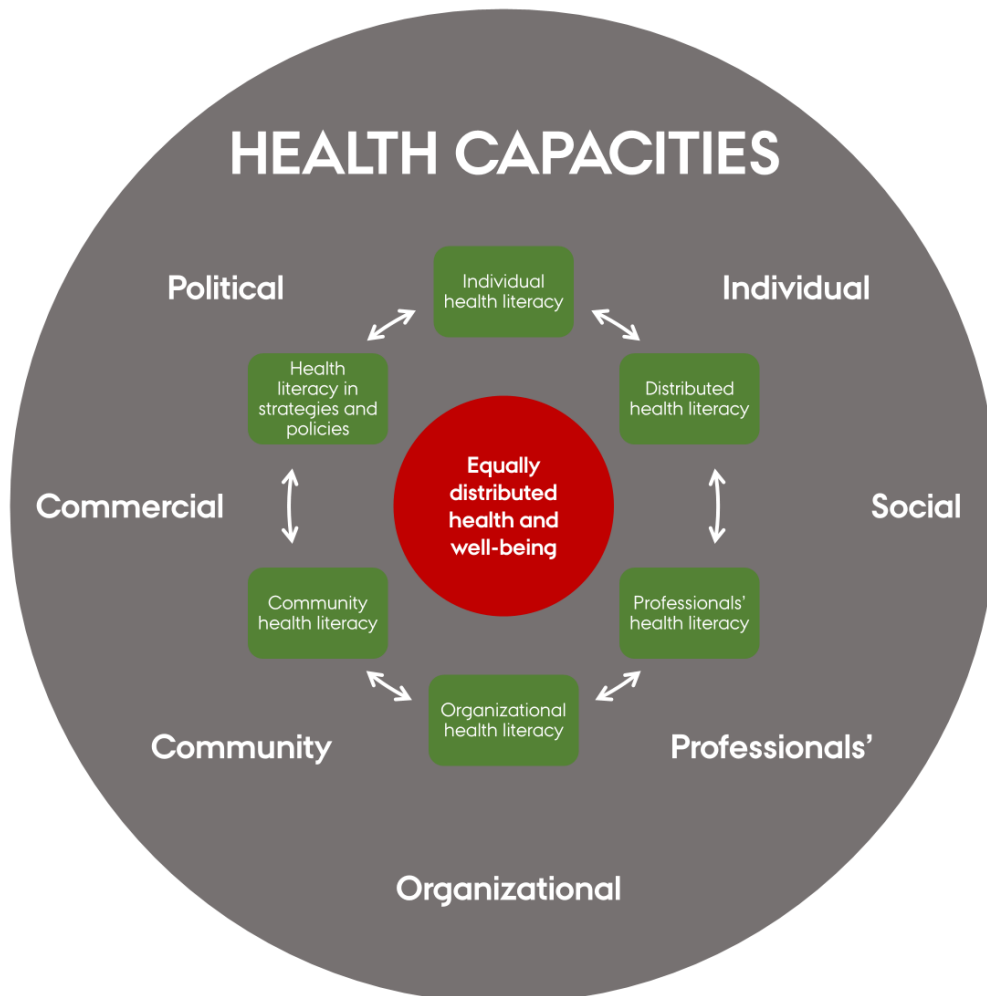 HEALTH CAPACITIES
Political
Individual
health literacy
Individual
Health
literacy in
strategies and
policies
Distributed
health literacy
Equally
distributed
health and
well-being
Commercial
Social
Community
health literacy
Professionals’
health literacy
Organizational
health literacy
Community
Professionals’
Organizational